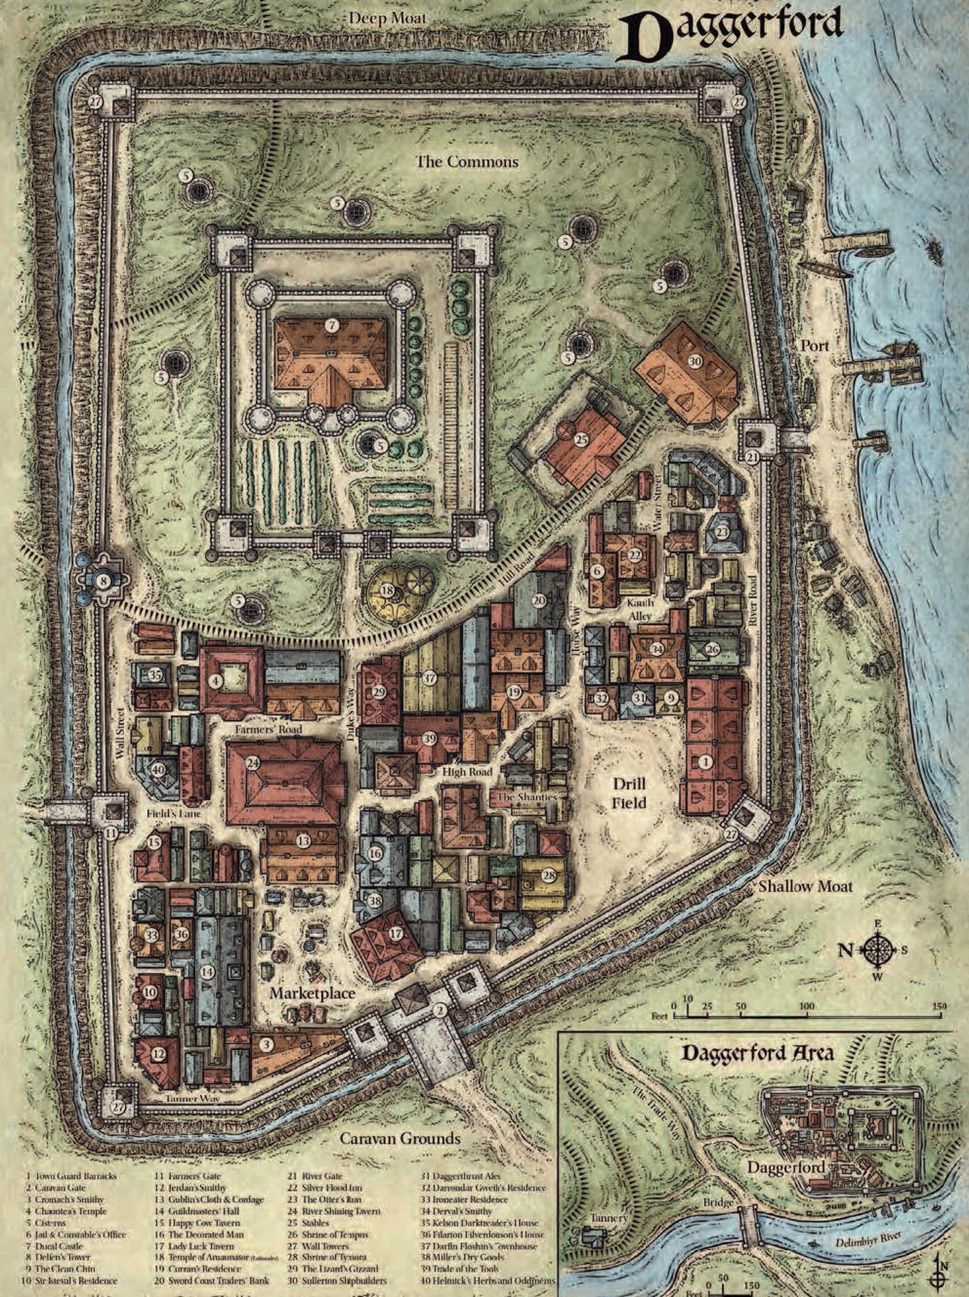 Deep Moat
Daggerford
27
27
The Commons
5
5
5
5
7
5
30
Port
5
25
5
21
23
8
22
Water Street
6
18
Hill Road
5
20
Kauth
Alley
Horse Way
River Road
34
26
35
4
29
37
19
32
31
9
Wall Street
Farmers' Road
Duke's Way
39
24
1
40
High Road
Drill
Field
The Shanties
Field's Lane
11
27
15
13
16
28
Shallow Moat
38
33
36
17
E
N S
W
14
10
Marketplace
2
0 10 25 50 100 150
Feet
12
3
27
Tanner Way
Caravan Grounds
Daggerford Area
The Trade Way
Daggerford
Bridge
Tannery
Delimbiyr River
N
0 50
Feet 150
1 Town Guard Barracks
2 Caravan Gate
3 Cromach's Smithy
4 Chauntea's Temple
5 Cisterns
6 Jail & Constable's Office
7 Ducal Castle
8 Delfen's Tower
9 The Clean Chin
10 Sir Isteval's Residence
11 Farmers' Gate
12 Jerdan's Smithy
13 Gublin's Cloth & Cordage
14 Guildmasters' Hall
15 Happy Cow Tavern
16 The Decorated Man
17 Lady Luck Tavern
18 Temple of Amaunator (Lathander)
19 Curran's Residence
20 Sword Coast Traders' Bank
21 River Gate
22 Silver Flood Inn
23 The Otter's Run
24 River Shining Tavern
25 Stables
26 Shrine of Tempus
27 Wall Towers
28 Shrine of Tymora
29 The Lizard's Gizzard
30 Sullerton Shipbuilders
31 Daggerthrust Ales
32 Darrondar Gweth's Residence
33 Ironeater Residence
34 Derval's Smithy
35 Kelson Darktreader's House
36 Filarion Filvendorson's House
37 Darfin Floshin's Townhouse
38 Miller's Dry Goods
39 Trade of the Tools
40 Helmick's Herbs and Oddments